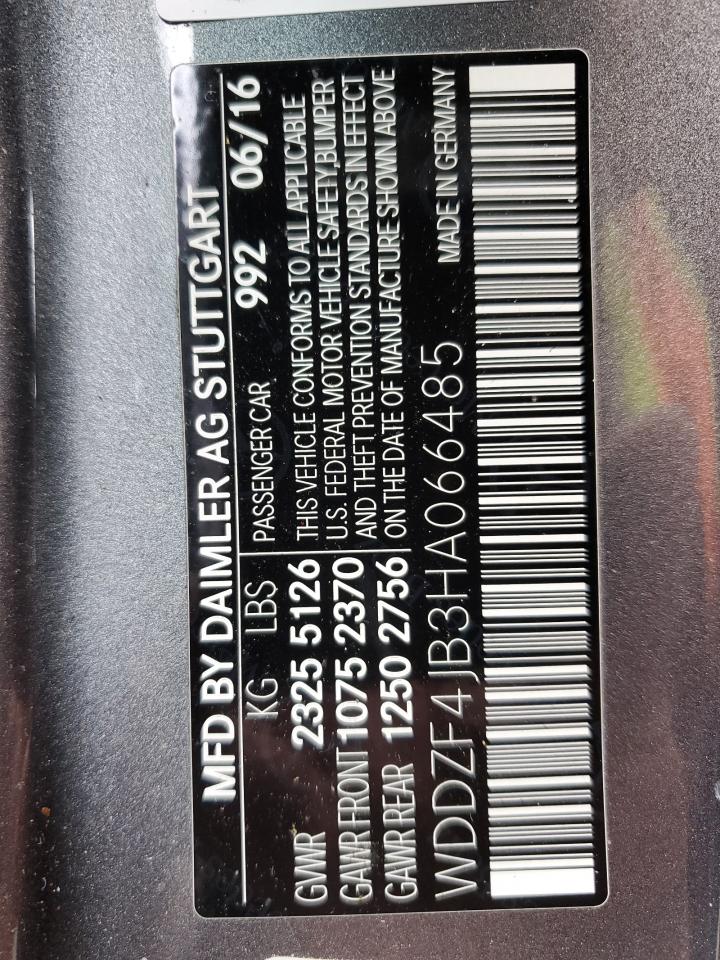 MFD BY DAIMLER AG STUTTGART
KG LBS PASSENGER CAR 992 06/16
GVWR 2325 5126 THIS VEHICLE CONFORMS TO ALL APPLICABLE
GAWR FRONT 1075 2370 U.S. FEDERAL MOTOR VEHICLE SAFETY,BUMPER
GAWR REAR 1250 2756 AND THEFT PREVENTION STANDARDS IN EFFECT
ON THE DATE OF MANUFACTURE SHOWN ABOVE
WDDZF4JB3HA066485 MADE IN GERMANY